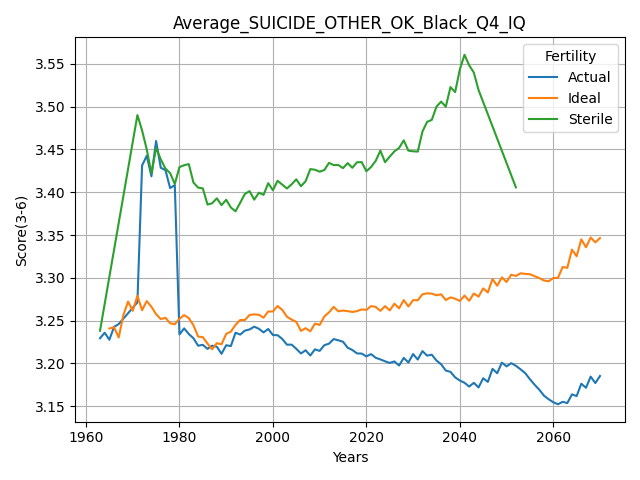 Average_SUICIDE_OTHER_OK_Black_Q4_IQ
Fertility
Actual
Ideal
Sterile
Score(3-6)
3.55
3.50
3.45
3.40
3.35
3.30
3.25
3.20
3.15
1960 1980 2000 2020 2040 2060
Years